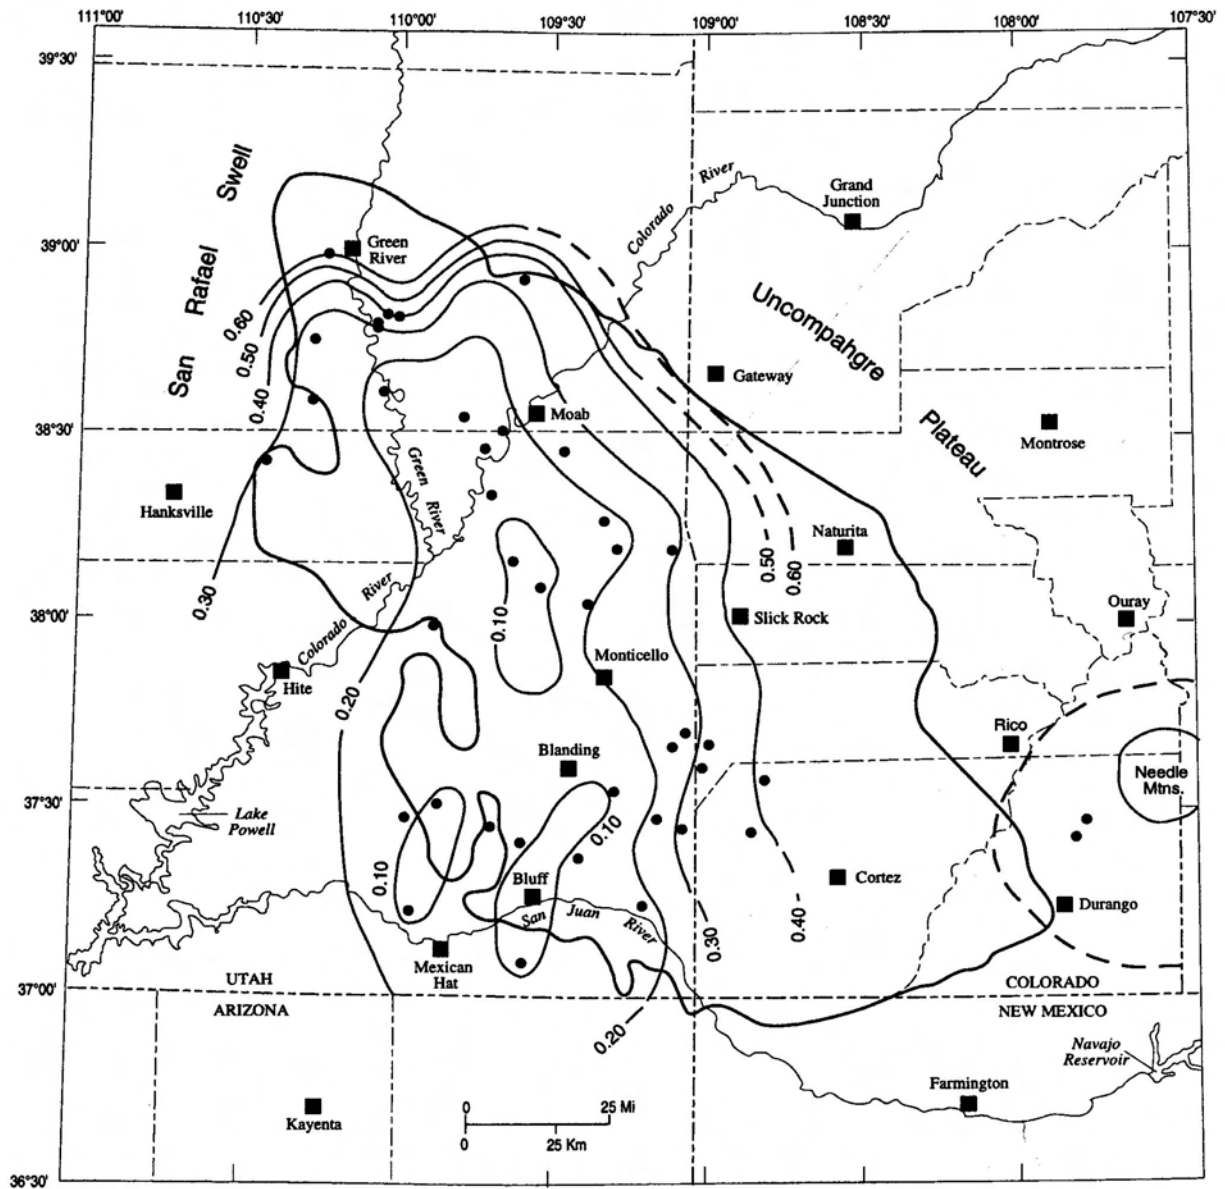 111°00'
110°30'
110°00'
109°30'
109°00'
108°30'
108°00'
107°30'
39°30'
San Rafael Swell
River
Grand
Junction
Colorado
39°00'
Green
River
Uncompahgre
Plateau
0.60
0.50
0.40
Gateway
Moab
Montrose
38°30'
Green
River
Hanksville
Naturita
0.50
0.60
0.30
River
Colorado
0.10
38°00'
Slick Rock
Ouray
Monticello
Hite
0.20
Rico
Blanding
Needle
Mtns.
37°30'
Lake
Powell
0.10
0.10
Bluff
Cortez
San Juan River
Durango
0.30
0.40
Mexican
Hat
37°00'
UTAH
ARIZONA
COLORADO
NEW MEXICO
0.20
Navajo
Reservoir
Farmington
0
25 Mi
0
25 Km
Kayenta
36°30'